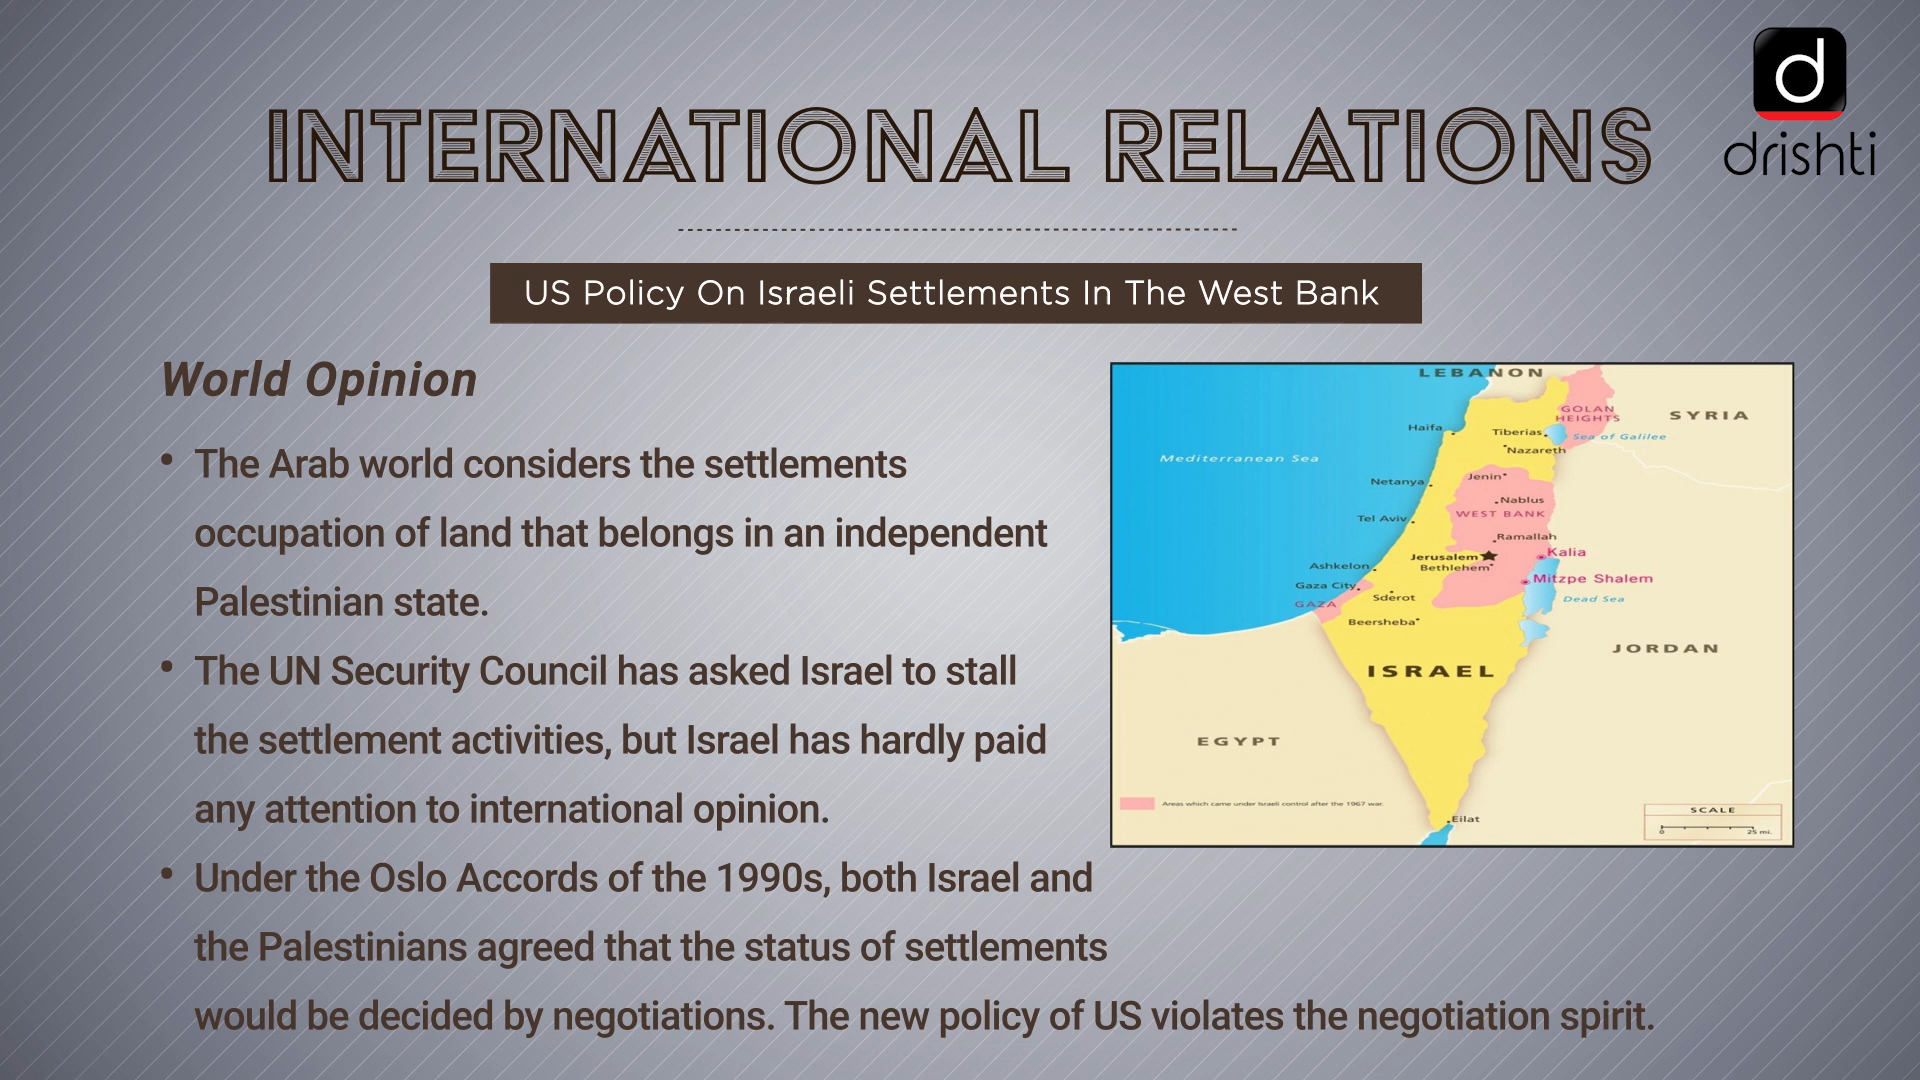 INTERNATIONAL RELATIONS
d
drishti
US Policy On Israeli Settlements In The West Bank
World Opinion
• The Arab world considers the settlements
occupation of land that belongs in an independent
Palestinian state.
• The UN Security Council has asked Israel to stall
the settlement activities, but Israel has hardly paid
any attention to international opinion.
• Under the Oslo Accords of the 1990s, both Israel and
the Palestinians agreed that the status of settlements
would be decided by negotiations. The new policy of US violates the negotiation spirit.
LEBANON
GOLAN
HEIGHTS
SYRIA
Haifa
Tiberias
Sea of Galilee
Nazareth
Mediterranean Sea
Jenin
Netanya
Nablus
WEST BANK
Tel Aviv
Ramallah
Kalia
Jerusalem
Ashkelon
Bethlehem
Mitzpe Shalem
Gaza City
Sderot
Dead Sea
GAZA
Beersheba
JORDAN
ISRAEL
EGYPT
Areas which came under Israeli control after the 1967 war.
SCALE
0 25 mi.
Eilat